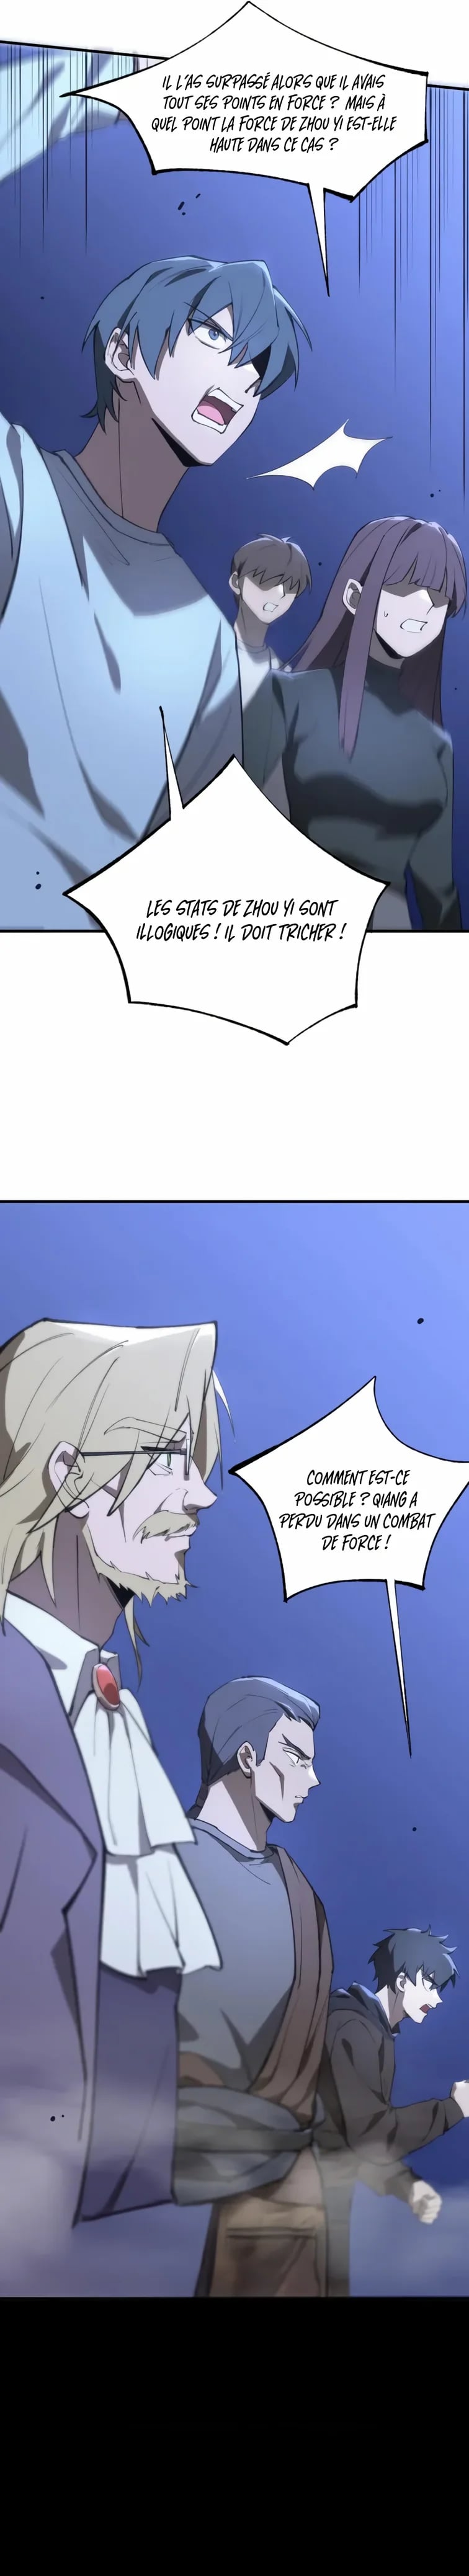 IL L'AS SURPASSÉ ALORS QUE IL AVAIS
TOUT SES POINTS EN FORCE ? MAIS À
QUEL POINT LA FORCE DE ZHOU YI EST-ELLE
HAUTE DANS CE CAS ?
LES STATS DE ZHOU YI SONT
ILLOGIQUES ! IL DOIT TRICHER !
COMMENT EST-CE
POSSIBLE ? QIANG A
PERDU DANS UN COMBAT
DE FORCE !